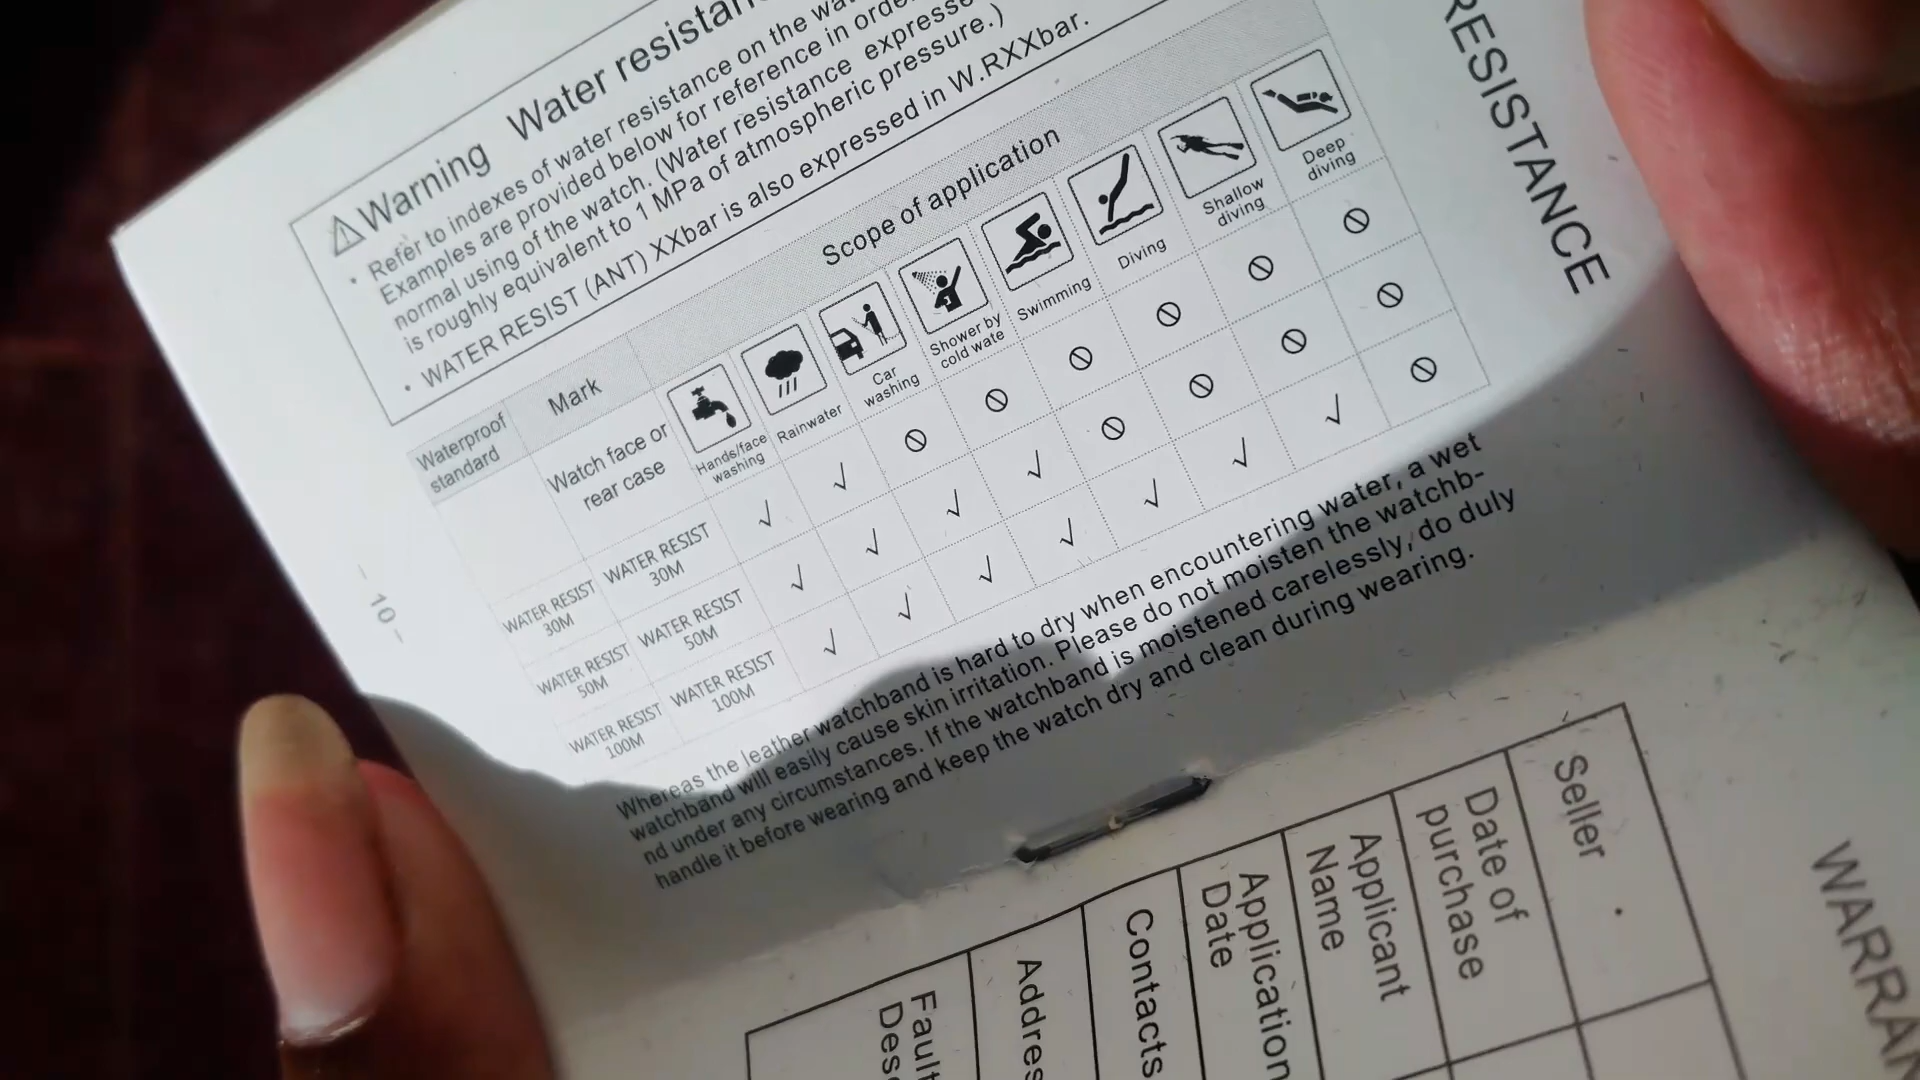 Warning Water
Refer to indexes of water resistance on the
Examples are provided below for reference in
normal using of the watch. (Water resistance
is roughly equivalent to 1 MPa of atmospheric pressure.)
WATER RESIST (ANT) XXbar is also expressed in W.RXXbar.
Waterproof standard
Mark
Scope of application
Watch face or rear case
Hands/face washing
Rainwater
Car washing
Shower by cold wate
Swimming
Diving
Shallow diving
Deep diving
WATER RESIST 30M
WATER RESIST 30M
√ √
WATER RESIST 50M
WATER RESIST 50M
√ √ √ √
WATER RESIST 100M
WATER RESIST 100M
√ √ √ √ √ √ √
Whereas the leather watchband is hard to dry when encountering water, a wet
watchband will easily cause skin irritation. Please do not moisten the watchb-
nd under any circumstances. If the watchband is moistened carelessly, do duly
handle it before wearing and keep the watch dry and clean during wearing.
– 10 –
RESISTANCE
Seller
Date of
purchase
Applicant
Name
Application
Date
Contacts
Fault